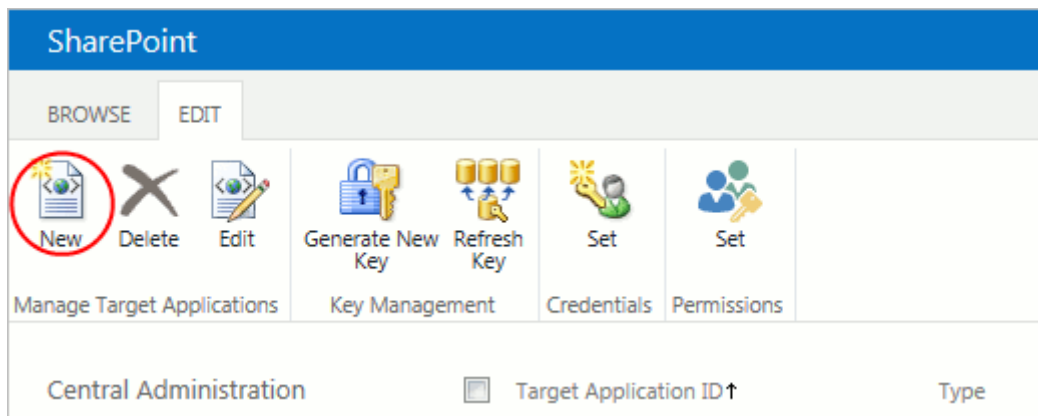 SharePoint
BROWSE EDIT
New Delete Edit Generate New Key Refresh Key Set Set
Manage Target Applications Key Management Credentials Permissions
Central Administration Target Application ID↑ Type